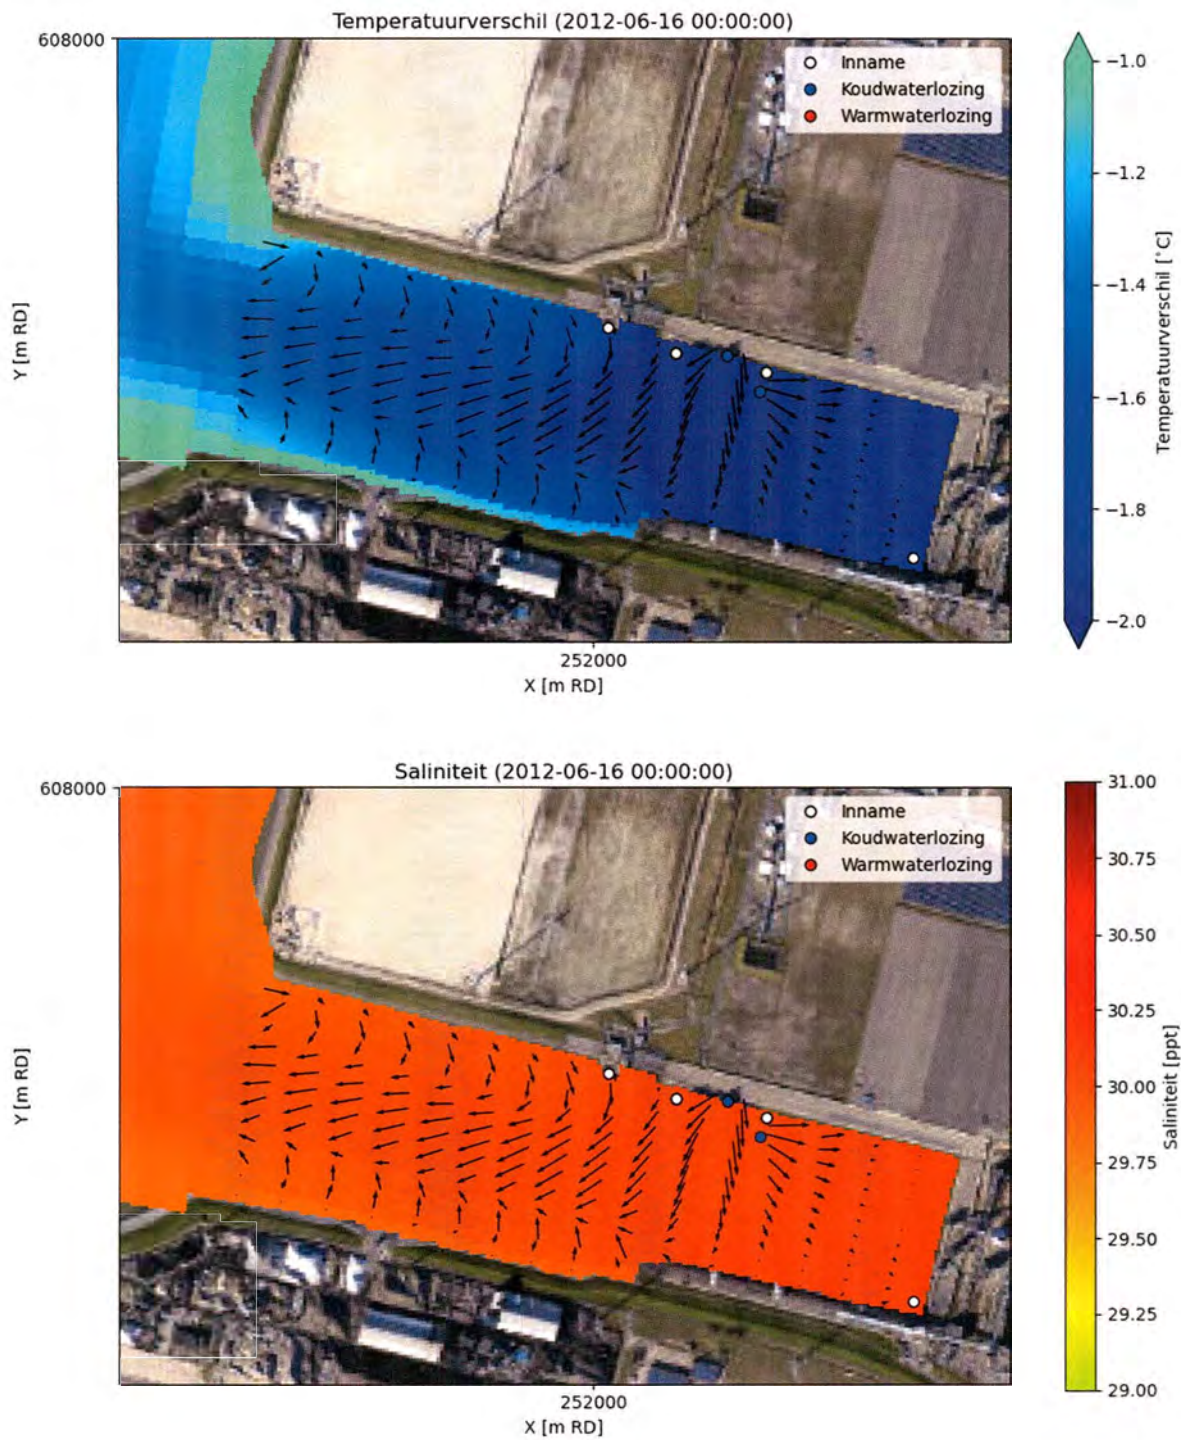 Temperatuurverschil (2012-06-16 00:00:00)
608000
Inname
Koudwaterlozing
Warmwaterlozing
Y [m RD]
252000
X [m RD]
−1.0
−1.2
−1.4
−1.6
−1.8
−2.0
Temperatuurverschil [°C]
Saliniteit (2012-06-16 00:00:00)
608000
Inname
Koudwaterlozing
Warmwaterlozing
Y [m RD]
252000
X [m RD]
31.00
30.75
30.50
30.25
30.00
29.75
29.50
29.25
29.00
Saliniteit [ppt]